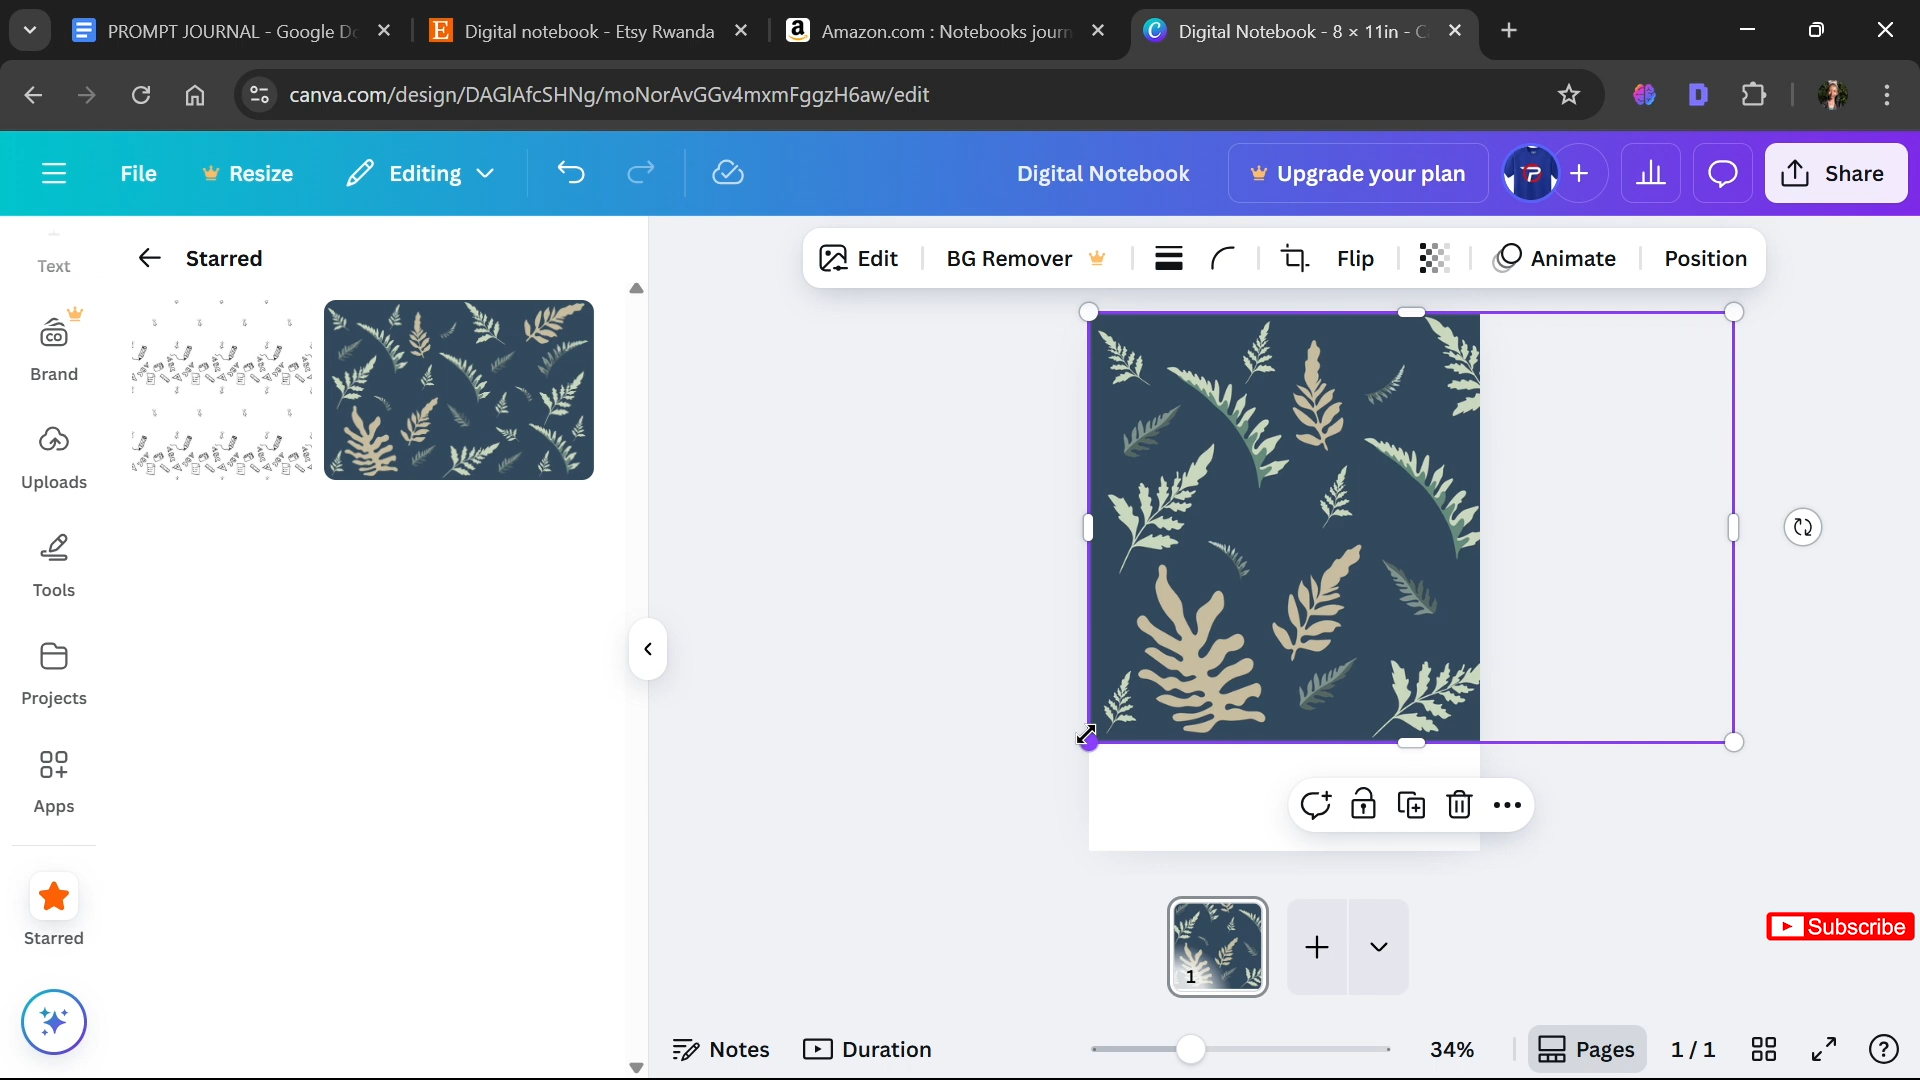 PROMPT JOURNAL - Google Do
Digital notebook - Etsy Rwanda
Amazon.com : Notebooks journ
Digital Notebook - 8 × 11in - C
canva.com/design/DAGlAfcSHNg/moNorAvGGv4mxmFggzH6aw/edit
File
Resize
Editing
Digital Notebook
Upgrade your plan
Share
Text
Brand
Uploads
Tools
Projects
Apps
Starred
Starred
Edit
BG Remover
Flip
Animate
Position
1
Subscribe
Notes
Duration
34%
Pages
1 / 1